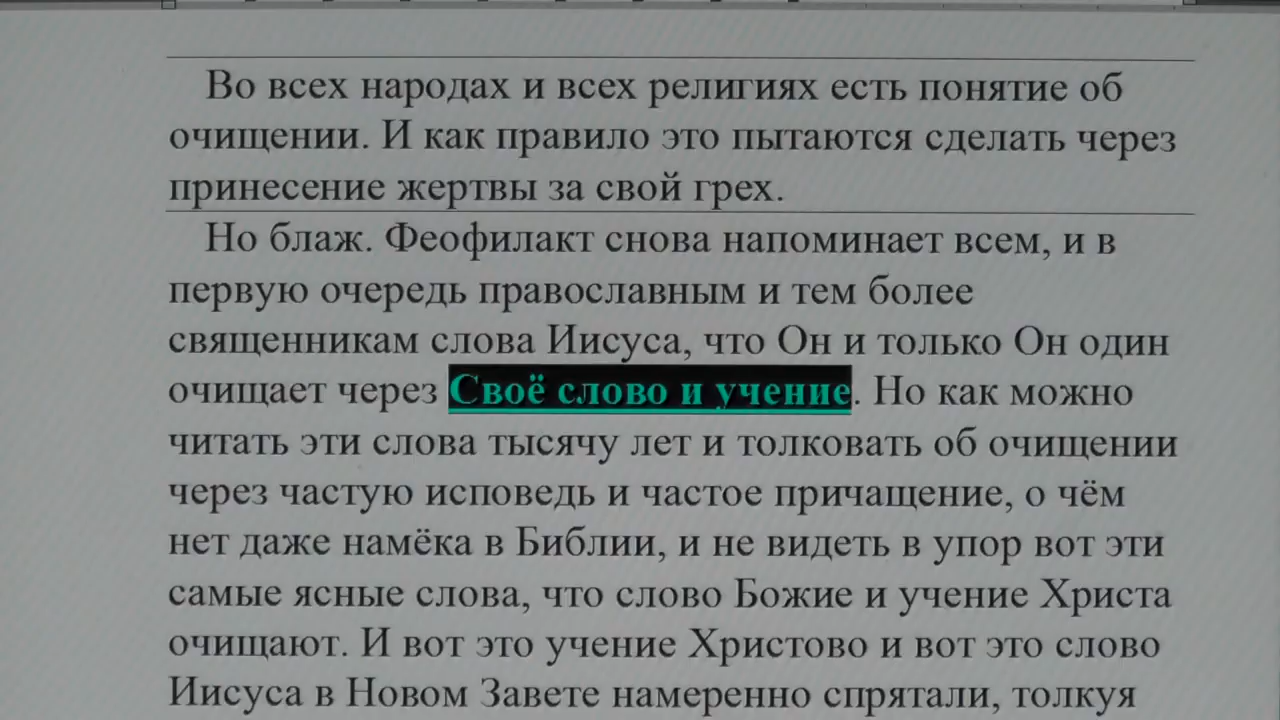 Во всех народах и всех религиях есть понятие об
очищении. И как правило это пытаются сделать через
принесение жертвы за свой грех.
Но блаж. Феофилакт снова напоминает всем, и в
первую очередь православным и тем более
священникам слова Иисуса, что Он и только Он один
очищает через Своё слово и учение. Но как можно
читать эти слова тысячу лет и толковать об очищении
через частую исповедь и частое причащение, о чём
нет даже намёка в Библии, и не видеть в упор вот эти
самые ясные слова, что слово Божие и учение Христа
очищают. И вот это учение Христово и вот это слово
Иисуса в Новом Завете намеренно спрятали, толкуя